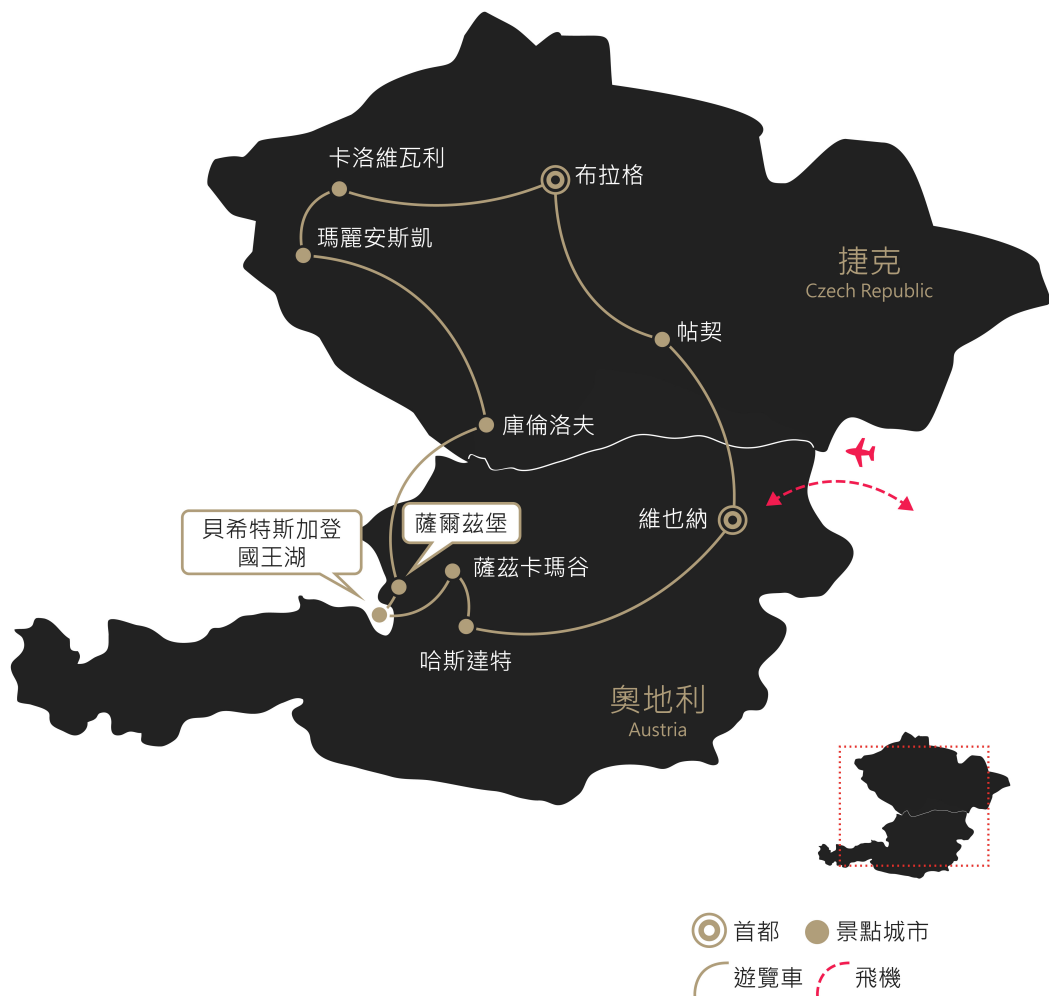 卡洛維瓦利
布拉格
瑪麗安斯凱
捷克
Czech Republic
帖契
庫倫洛夫
維也納
薩爾茲堡
貝希特斯加登
國王湖
薩茲卡瑪谷
哈斯達特
奧地利
Austria
首都
景點城市
遊覽車
飛機